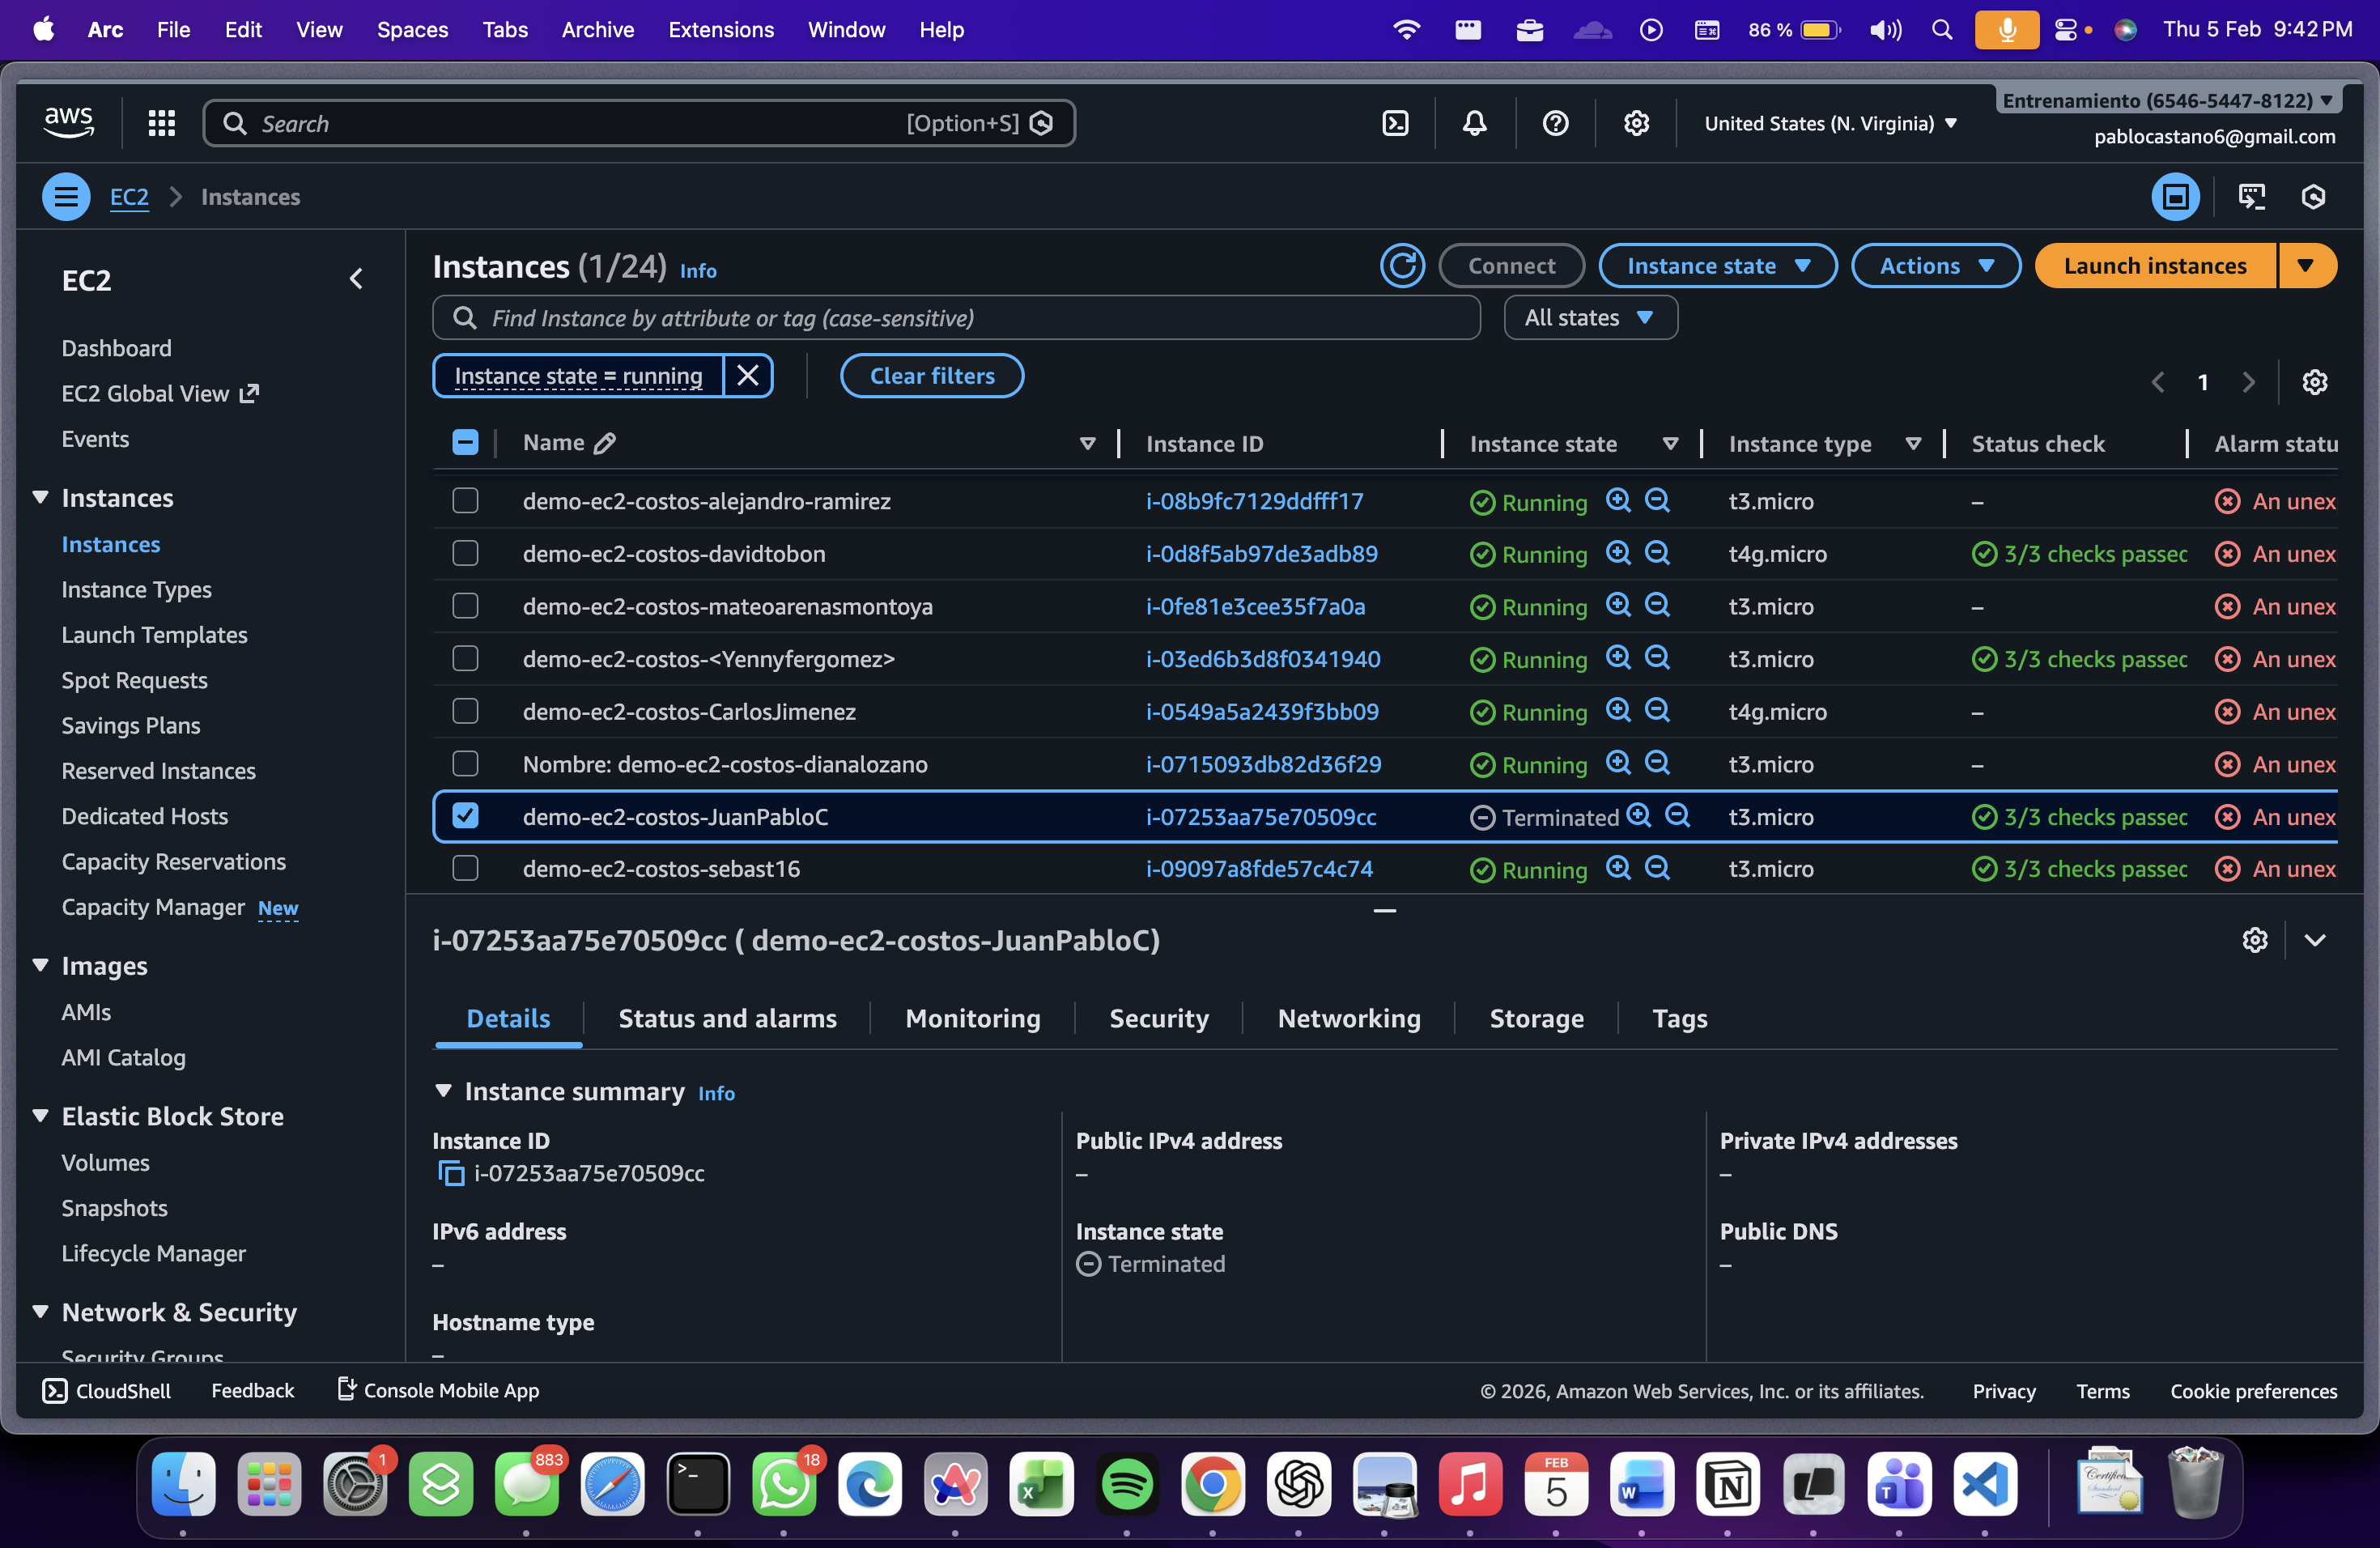 Arc File Edit View Spaces Tabs Archive Extensions Window Help 86 % Thu 5 Feb 9:42 PM
aws Search [Option+S] United States (N. Virginia) Entrenamiento (6546-5447-8122)
pablocastano6@gmail.com
EC2 Instances
EC2
Dashboard
EC2 Global View
Events
Instances
Instances
Instance Types
Launch Templates
Spot Requests
Savings Plans
Reserved Instances
Dedicated Hosts
Capacity Reservations
Capacity Manager New
Images
AMIs
AMI Catalog
Elastic Block Store
Volumes
Snapshots
Lifecycle Manager
Network & Security
Security Groups
Instances (1/24) Info Connect Instance state Actions Launch instances
Find Instance by attribute or tag (case-sensitive) All states
Instance state = running Clear filters 1
Name Instance ID Instance state Instance type Status check Alarm statu
demo-ec2-costos-alejandro-ramirez i-08b9fc7129ddfff17 Running t3.micro – An unex
demo-ec2-costos-davidtobon i-0d8f5ab97de3adb89 Running t4g.micro 3/3 checks passec An unex
demo-ec2-costos-mateoarenasmontoya i-0fe81e3cee35f7a0a Running t3.micro – An unex
demo-ec2-costos-<Yennyfergomez> i-03ed6b3d8f0341940 Running t3.micro 3/3 checks passec An unex
demo-ec2-costos-CarlosJimenez i-0549a5a2439f3bb09 Running t4g.micro – An unex
Nombre: demo-ec2-costos-dianalozano i-0715093db82d36f29 Running t3.micro – An unex
demo-ec2-costos-JuanPabloC i-07253aa75e70509cc Terminated t3.micro 3/3 checks passec An unex
demo-ec2-costos-sebast16 i-09097a8fde57c4c74 Running t3.micro 3/3 checks passec An unex
i-07253aa75e70509cc ( demo-ec2-costos-JuanPabloC)
Details Status and alarms Monitoring Security Networking Storage Tags
Instance summary Info
Instance ID
i-07253aa75e70509cc
Public IPv4 address
–
Private IPv4 addresses
–
IPv6 address
–
Instance state
Terminated
Public DNS
–
Hostname type
–
CloudShell Feedback Console Mobile App © 2026, Amazon Web Services, Inc. or its affiliates. Privacy Terms Cookie preferences
1 883 18 FEB 5